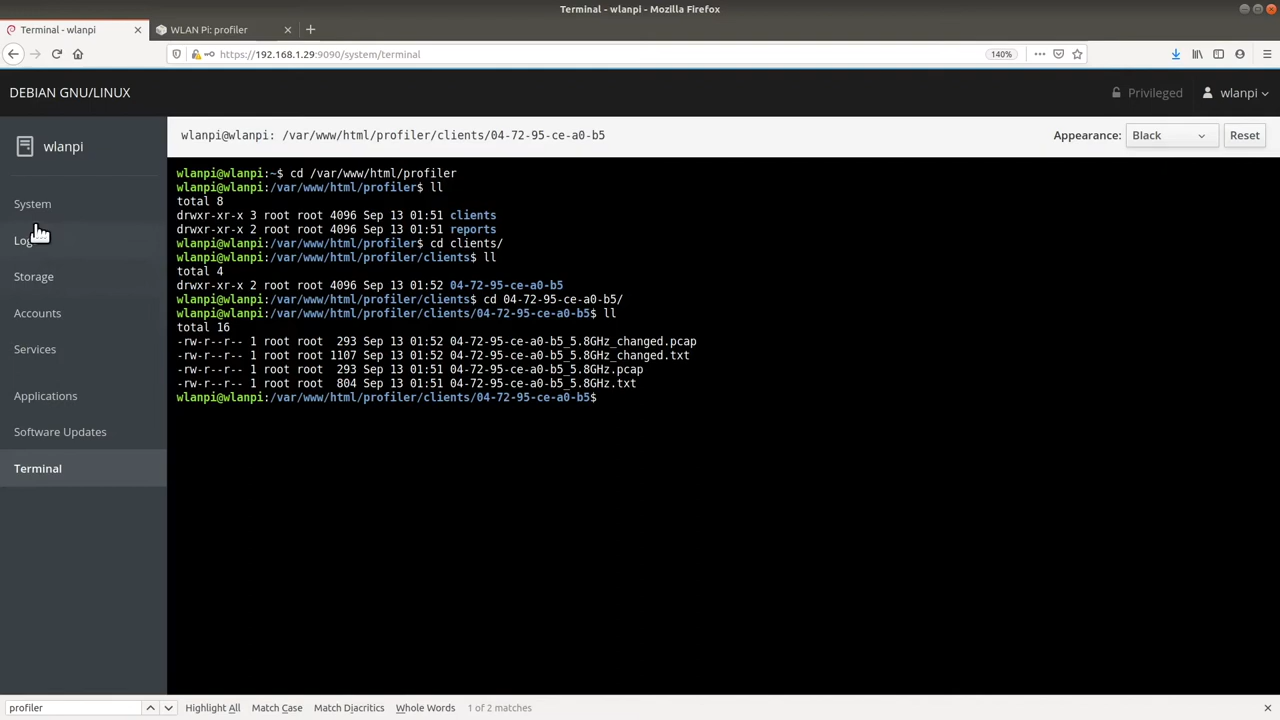 Terminal - wlanpi - Mozilla Firefox
Terminal - wlanpi
WLAN Pi: profiler
https://192.168.1.29:9090/system/terminal
140%
DEBIAN GNU/LINUX
Privileged
wlanpi
wlanpi
wlanpi@wlanpi: /var/www/html/profiler/clients/04-72-95-ce-a0-b5
Appearance:
Black
Reset
System
Storage
Accounts
Services
Applications
Software Updates
Terminal
wlanpi@wlanpi:~$ cd /var/www/html/profiler
wlanpi@wlanpi:/var/www/html/profiler$ ll
total 8
drwxr-xr-x 3 root root 4096 Sep 13 01:51 clients
drwxr-xr-x 2 root root 4096 Sep 13 01:51 reports
wlanpi@wlanpi:/var/www/html/profiler$ cd clients/
wlanpi@wlanpi:/var/www/html/profiler/clients$ ll
total 4
drwxr-xr-x 2 root root 4096 Sep 13 01:52 04-72-95-ce-a0-b5
wlanpi@wlanpi:/var/www/html/profiler/clients$ cd 04-72-95-ce-a0-b5/
wlanpi@wlanpi:/var/www/html/profiler/clients/04-72-95-ce-a0-b5$ ll
total 16
-rw-r--r-- 1 root root  293 Sep 13 01:52 04-72-95-ce-a0-b5_5.8GHz_changed.pcap
-rw-r--r-- 1 root root 1107 Sep 13 01:52 04-72-95-ce-a0-b5_5.8GHz_changed.txt
-rw-r--r-- 1 root root  293 Sep 13 01:51 04-72-95-ce-a0-b5_5.8GHz.pcap
-rw-r--r-- 1 root root  804 Sep 13 01:51 04-72-95-ce-a0-b5_5.8GHz.txt
wlanpi@wlanpi:/var/www/html/profiler/clients/04-72-95-ce-a0-b5$
profiler
Highlight All
Match Case
Match Diacritics
Whole Words
1 of 2 matches